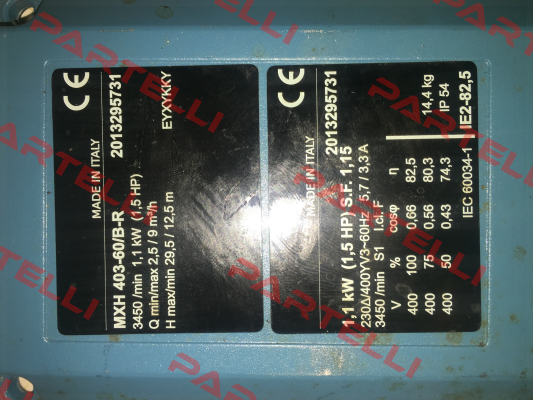 CE
MADE IN ITALY
MXH 403-60/B-R 2013295731
3450 /min 1,1 kW (1,5 HP)
Q min/max 2,5 / 9 m³/h EYXYKKY
H max/min 29,5 / 12,5 m
CE
MADE IN ITALY
2013295731
1,1 kW (1,5 HP) S.F. 1,15
230Δ/400YV3~60HZ 5,7 / 3,3 A
3450 /min S1 I.cl. F 14,4 kg
V % cosφ η IP 54
400 100 0,66 82,5
400 75 0,56 80,3
400 50 0,43 74,3
IEC 60034-1 IE2-82,5
PARTELLI
PARTELLI
PARTELLI
PARTELLI